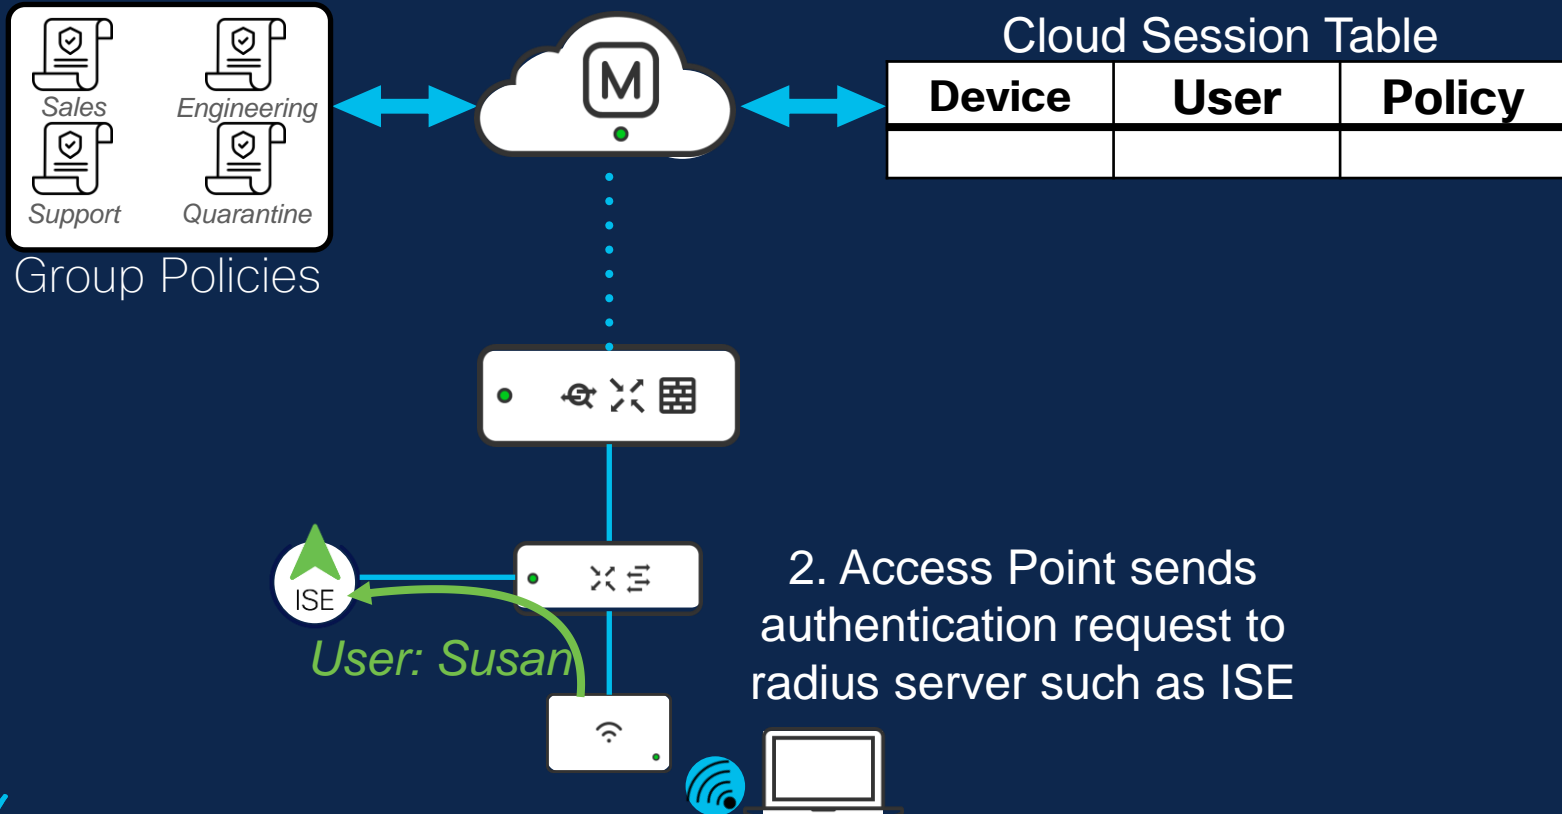 Sales
Engineering
Support
Quarantine
Group Policies
M
Cloud Session Table
Device User Policy
ISE
User: Susan
2. Access Point sends
authentication request to
radius server such as ISE